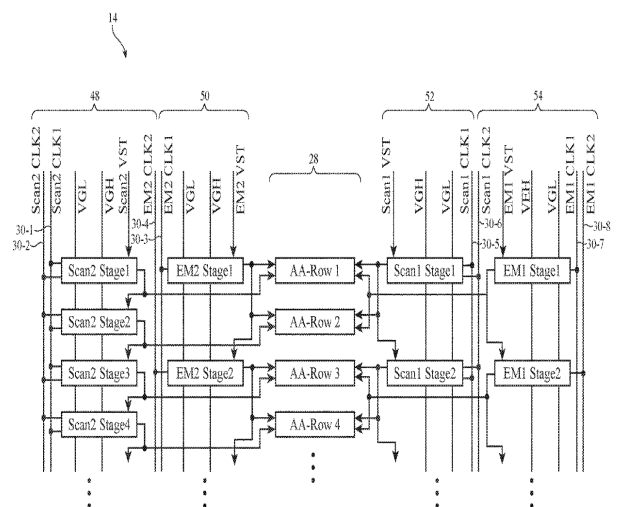 14
48
50
52
54
28
Scan2 CLK2
Scan2 CLK1
VGL
VGH
Scan2 VST
EM2 CLK2
EM2 CLK1
VGL
VGH
EM2 VST
Scan1 VST
VGH
VGL
Scan1 CLK1
Scan1 CLK2
EM1 VST
VEH
VGL
EM1 CLK1
EM1 CLK2
30-1
30-2
30-4
30-3
30-6
30-5
30-8
30-7
Scan2 Stage1
EM2 Stage1
AA-Row 1
Scan1 Stage1
EM1 Stage1
Scan2 Stage2
AA-Row 2
Scan2 Stage3
EM2 Stage2
AA-Row 3
Scan1 Stage2
EM1 Stage2
Scan2 Stage4
AA-Row 4